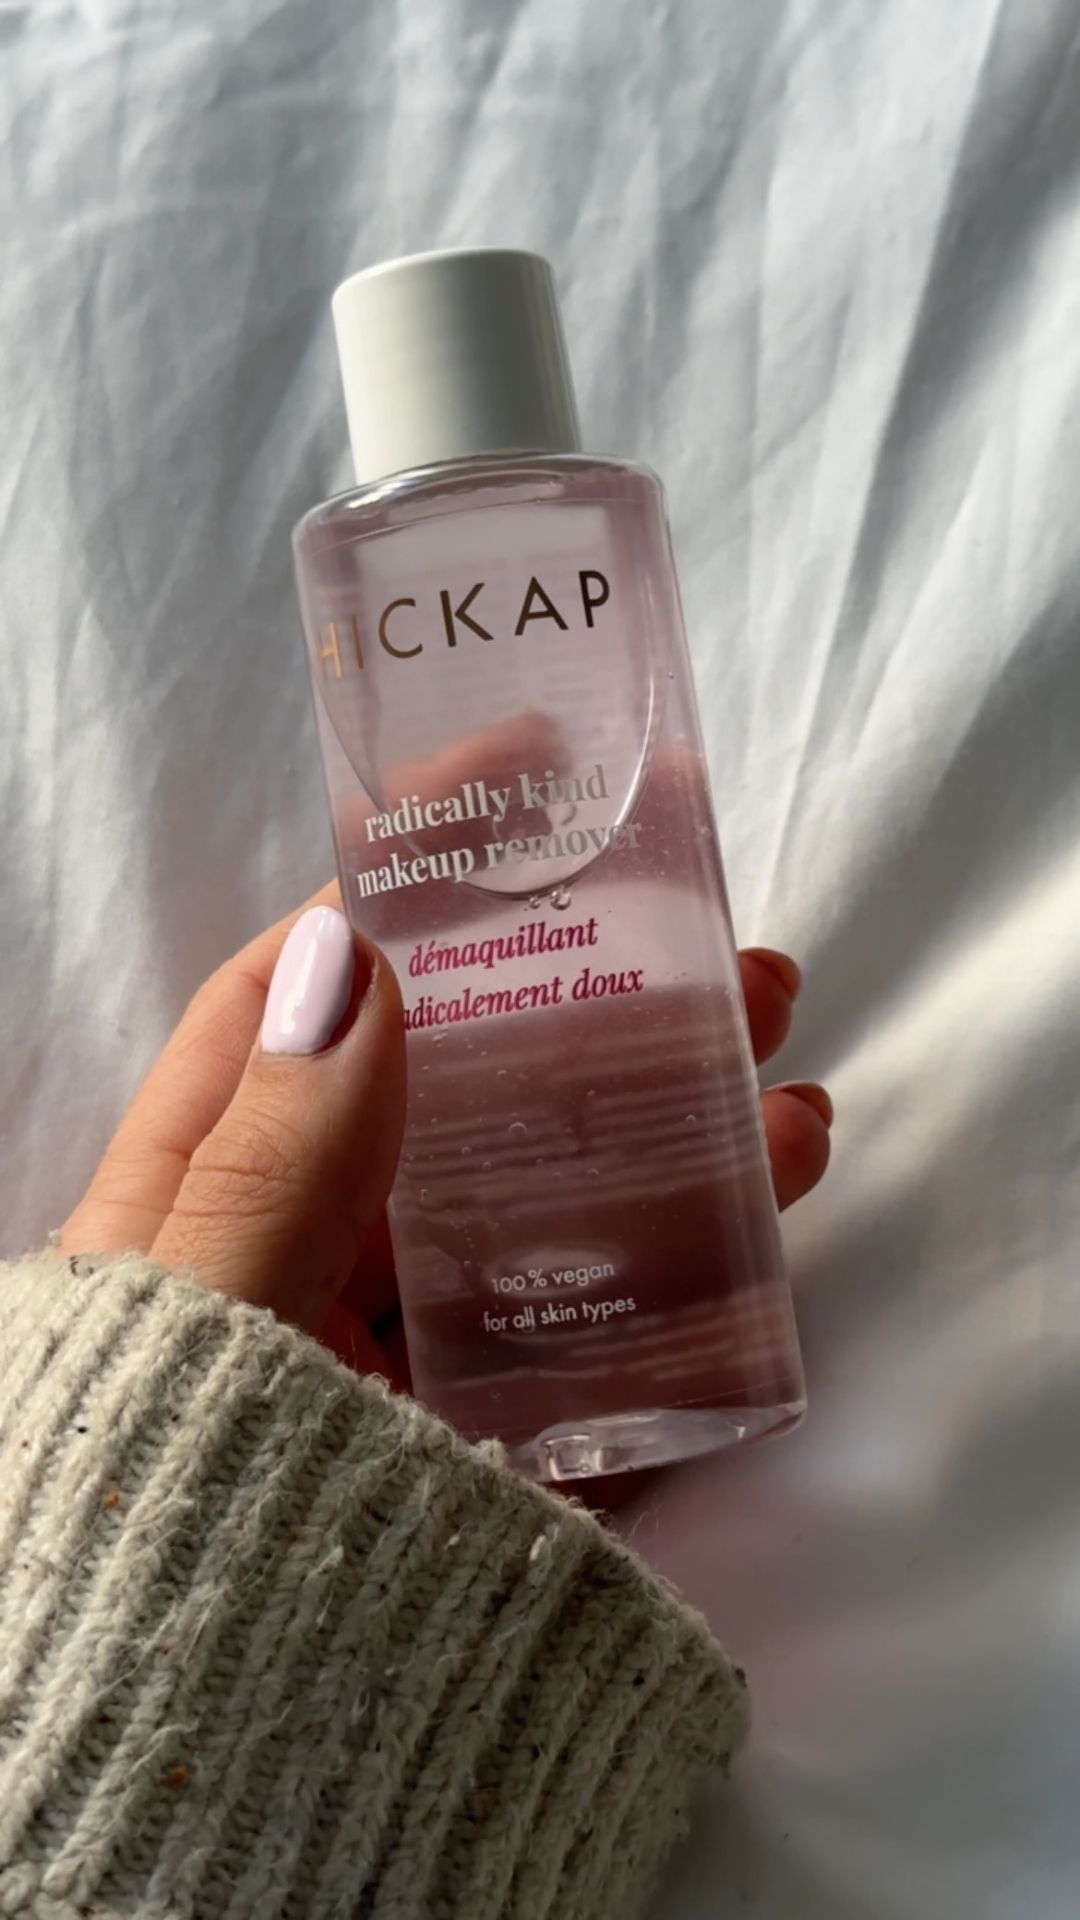 HICKAP
radically kind
makeup remover
démaquillant
adicalement doux
100% vegan
for all skin types